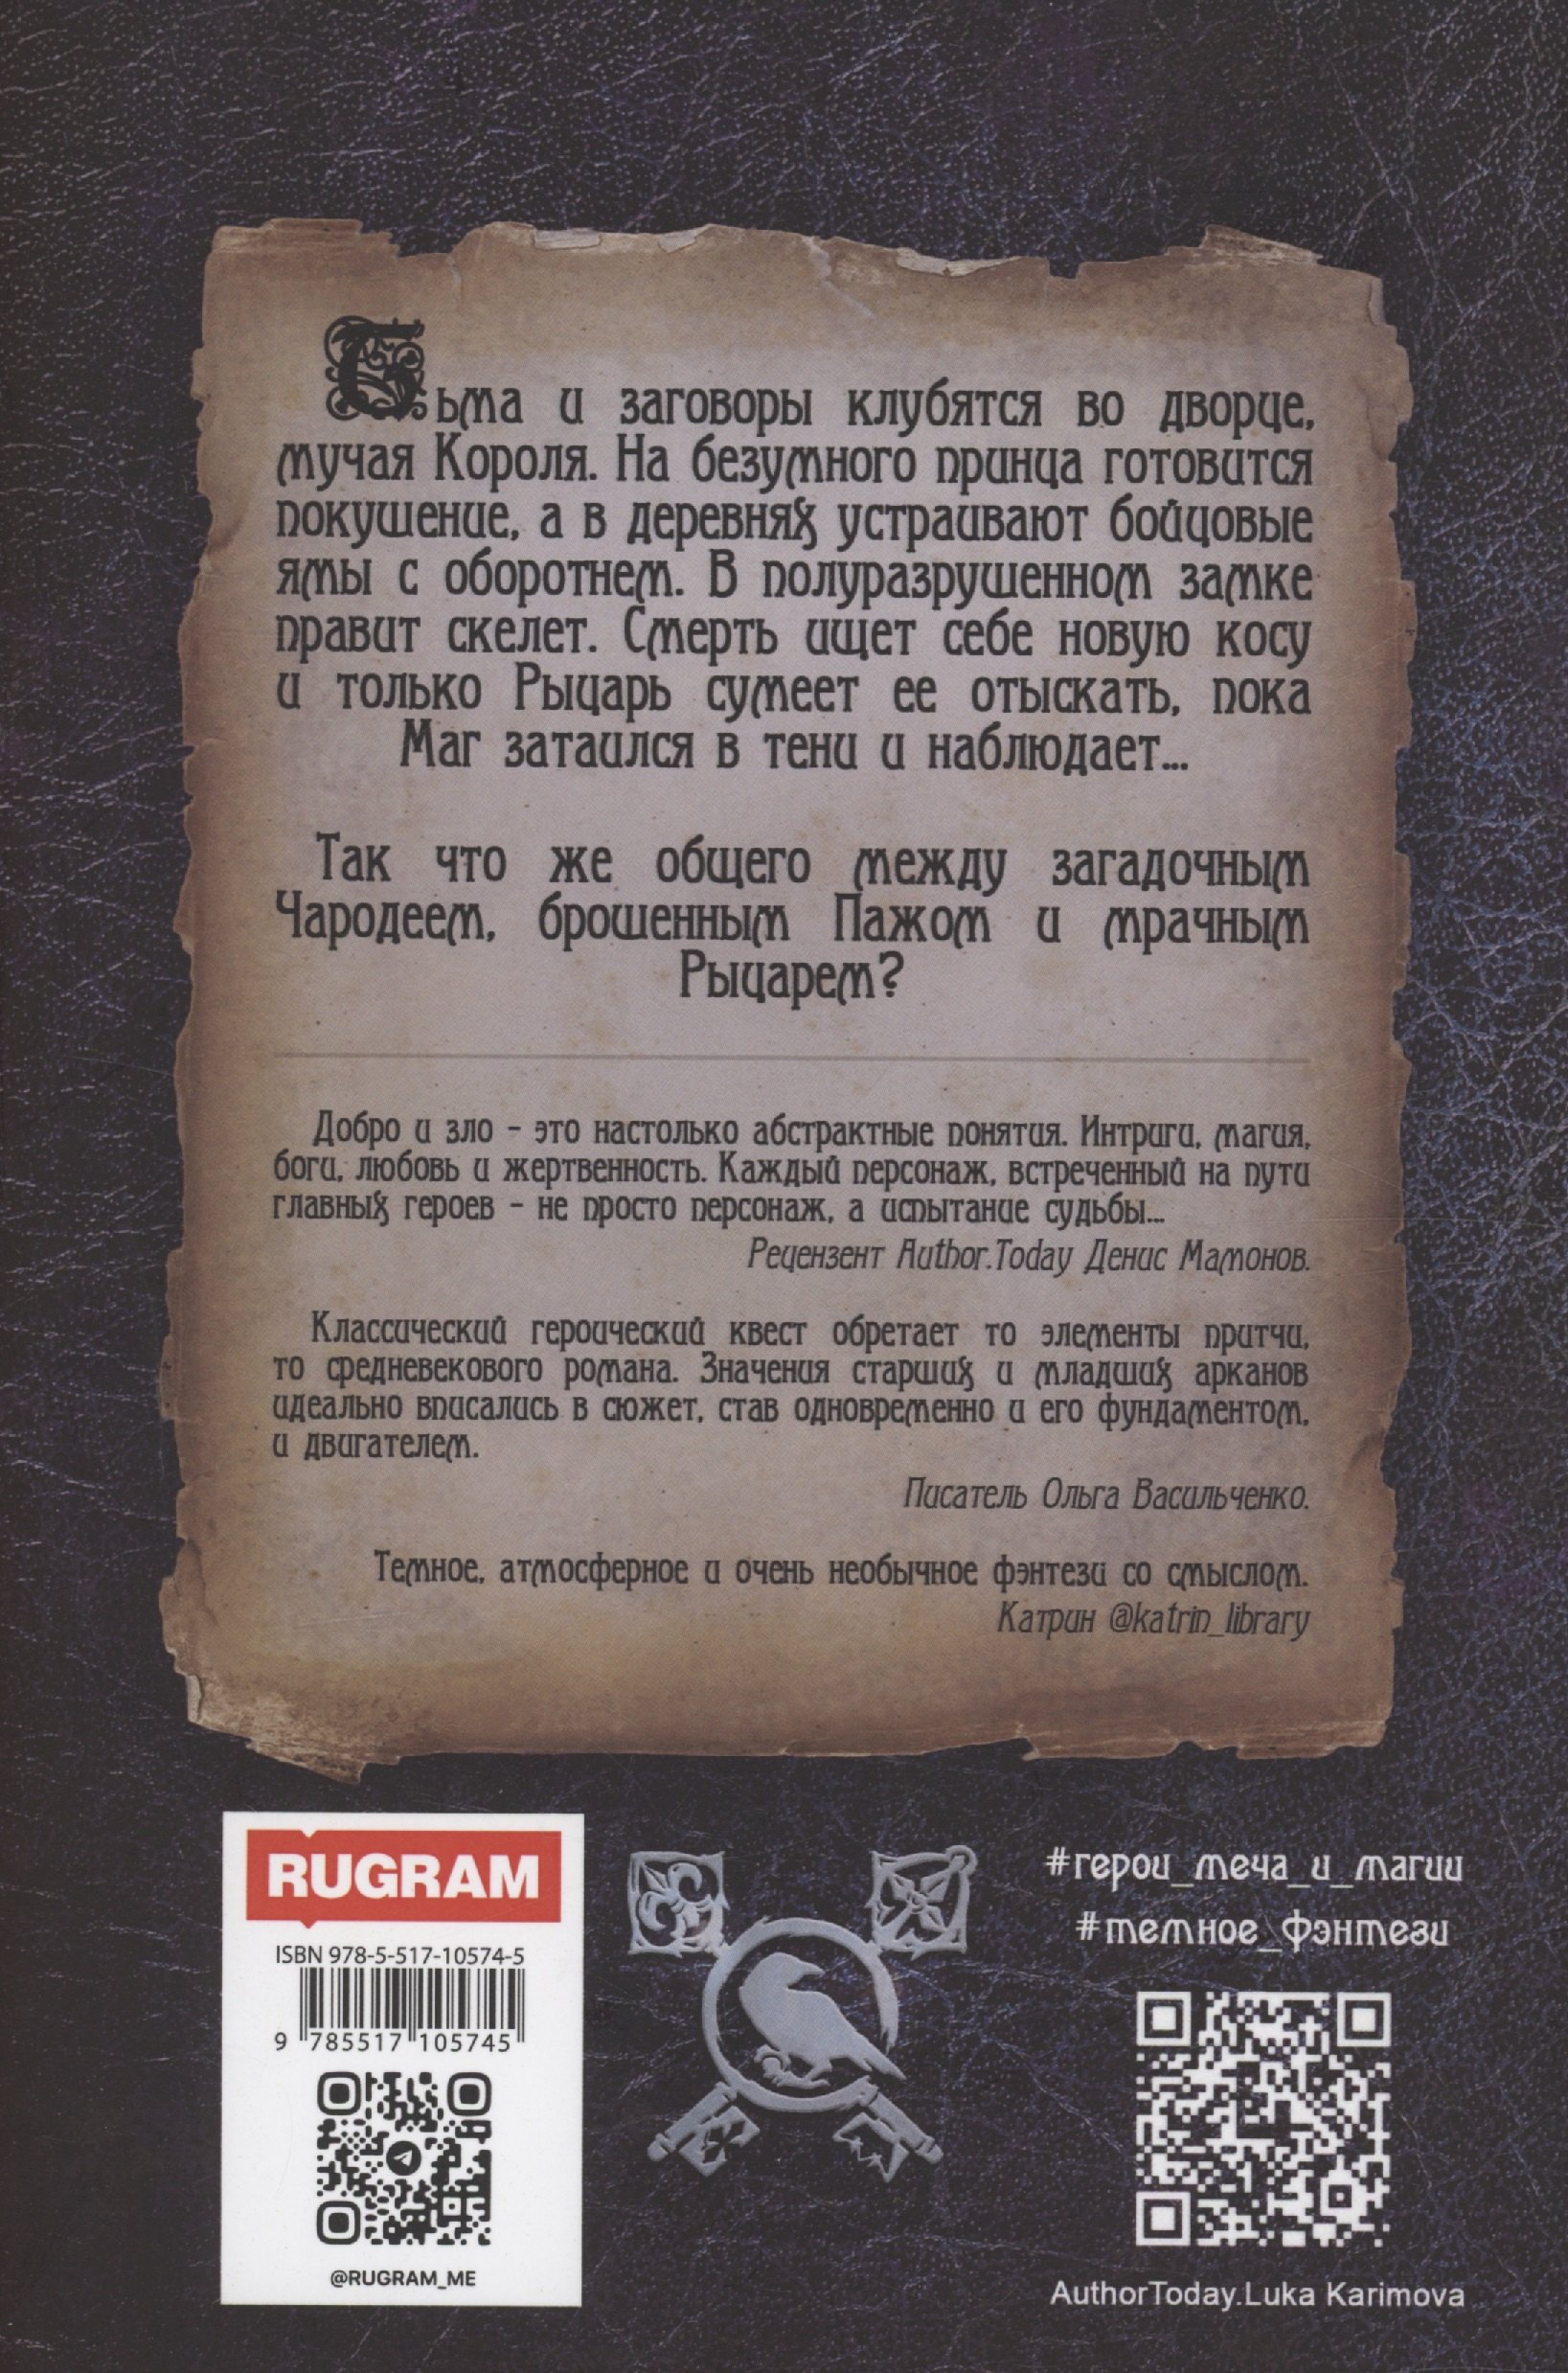 Тьма и заговоры клубятся во дворце,
мучая Короля. На безумного принца готовится
покушение, а в деревнях устраивают бойцовые
ямы с оборотнем. В полуразрушенном замке
правит скелет. Смерть ищет себе новую косу
и только Рыцарь сумеет ее отыскать, пока
Маг затаился в тени и наблюдает...
Так что же общего между загадочным
Чародеем, брошенным Пажом и мрачным
Рыцарем?
Добро и зло - это настолько абстрактные понятия. Интриги, магия,
боги, любовь и жертвенность. Каждый персонаж, встреченный на пути
главных героев - не просто персонаж, а испытание судьбы...
Рецензент Author.Today Денис Мамонов.
Классический героический квест обретает то элементы притчи,
то средневекового романа. Значения старших и младших арканов
идеально вписались в сюжет, став одновременно и его фундаментом,
и двигателем.
Писатель Ольга Васильченко.
Темное, атмосферное и очень необычное фэнтези со смыслом.
Катрин @katrin_library
RUGRAM
ISBN 978-5-517-10574-5
9 785517 105745
@RUGRAM_ME
#герои_меча_и_магии
#темное_фэнтези
AuthorToday.Luka Karimova